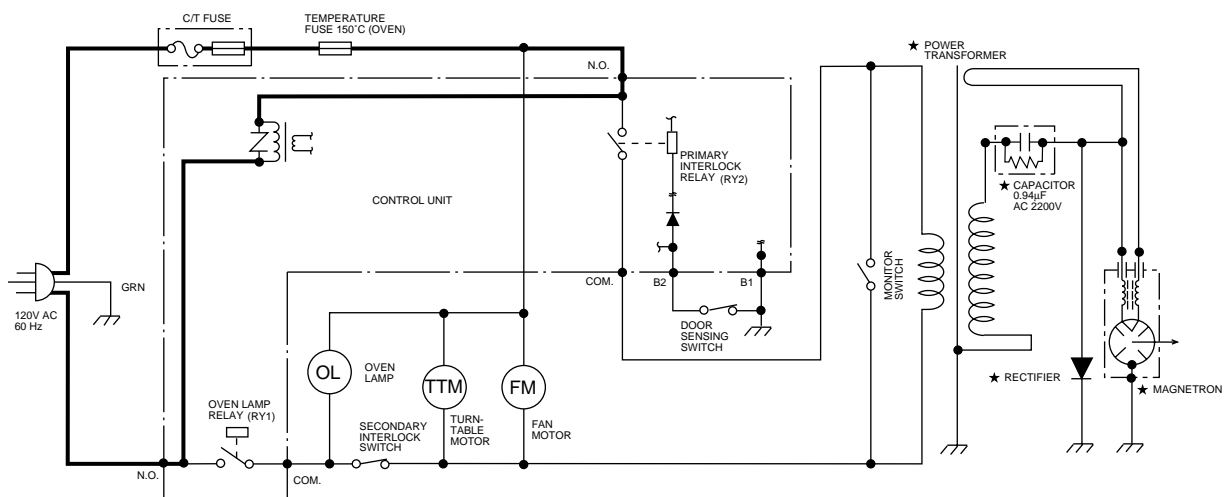 C/T FUSE
TEMPERATURE
FUSE 150˚C (OVEN)
N.O.
★ POWER
TRANSFORMER
PRIMARY
INTERLOCK
RELAY (RY2)
CONTROL UNIT
★ CAPACITOR
0.94µF
AC 2200V
GRN
120V AC
60 Hz
COM.
B2
B1
MONITOR
SWITCH
DOOR
SENSING
SWITCH
OL
OVEN
LAMP
TTM
TURN-
TABLE
MOTOR
FM
FAN
MOTOR
★ RECTIFIER
★ MAGNETRON
OVEN LAMP
RELAY (RY1)
SECONDARY
INTERLOCK
SWITCH
N.O.
COM.